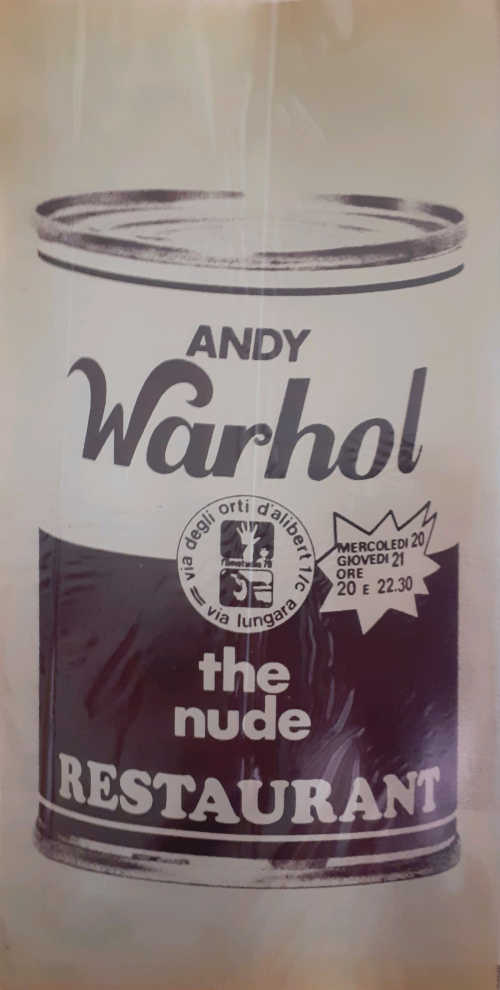 ANDY
Warhol
via degli orti d'alibert 1/c
filmstudio 70
via lungara
MERCOLEDI 20
GIOVEDI 21
ORE
20 E 22.30
the
nude
RESTAURANT